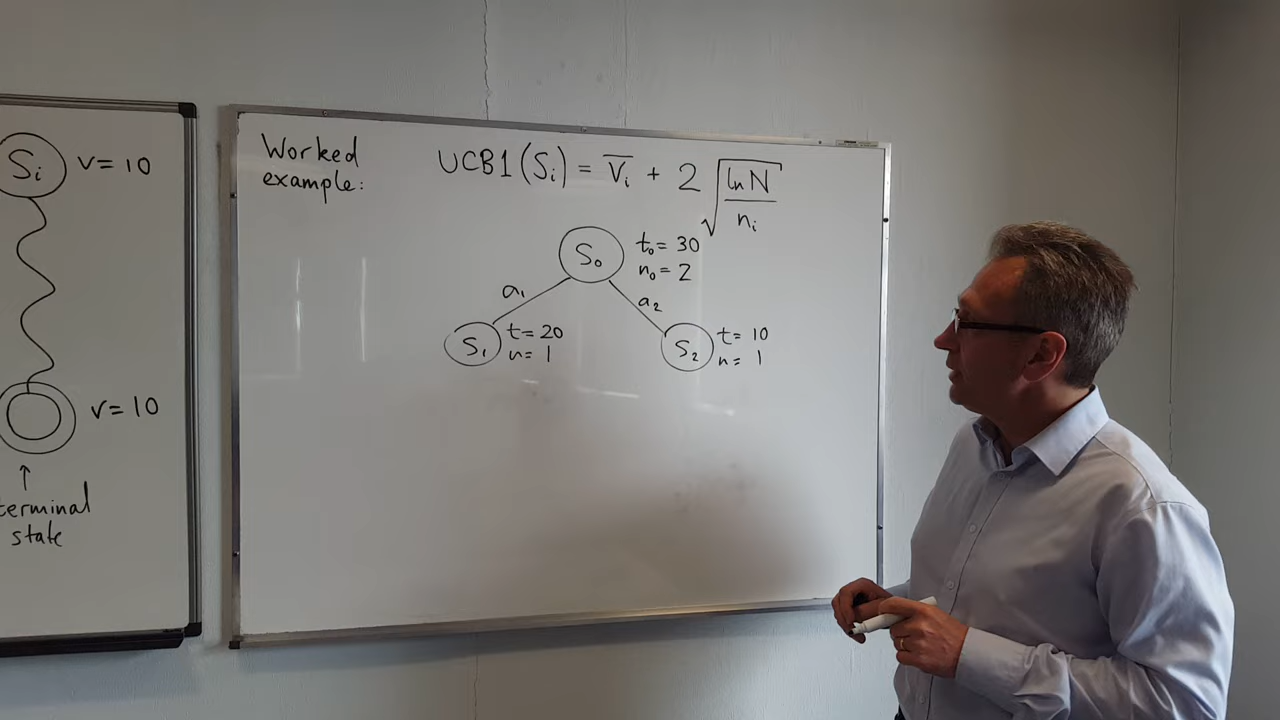 Si v = 10
v = 10
↑
terminal
state
Worked
example:
UCB1(Si) = V̄i + 2 √(ln N / ni)
S0
t0 = 30
n0 = 2
a1
a2
S1
t = 20
n = 1
S2
t = 10
n = 1